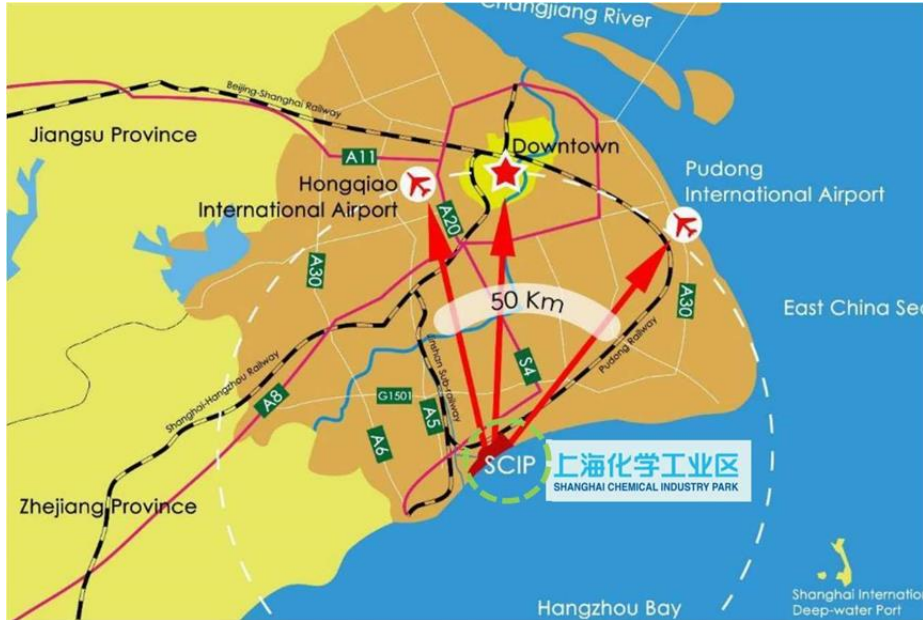 Changjiang River
Beijing-Shanghai Railway
Jiangsu Province
A11
Downtown
Hongqiao
International Airport
Pudong
International Airport
A20
A30
50 Km
A30
East China Sea
Shanghai-Hangzhou Railway
Jinshan Sub-railway
S4
Pudong Railway
A8
G1501
A5
A6
SCIP
上海化学工业区
SHANGHAI CHEMICAL INDUSTRY PARK
Zhejiang Province
Hangzhou Bay
Shanghai Internation
Deep-water Port